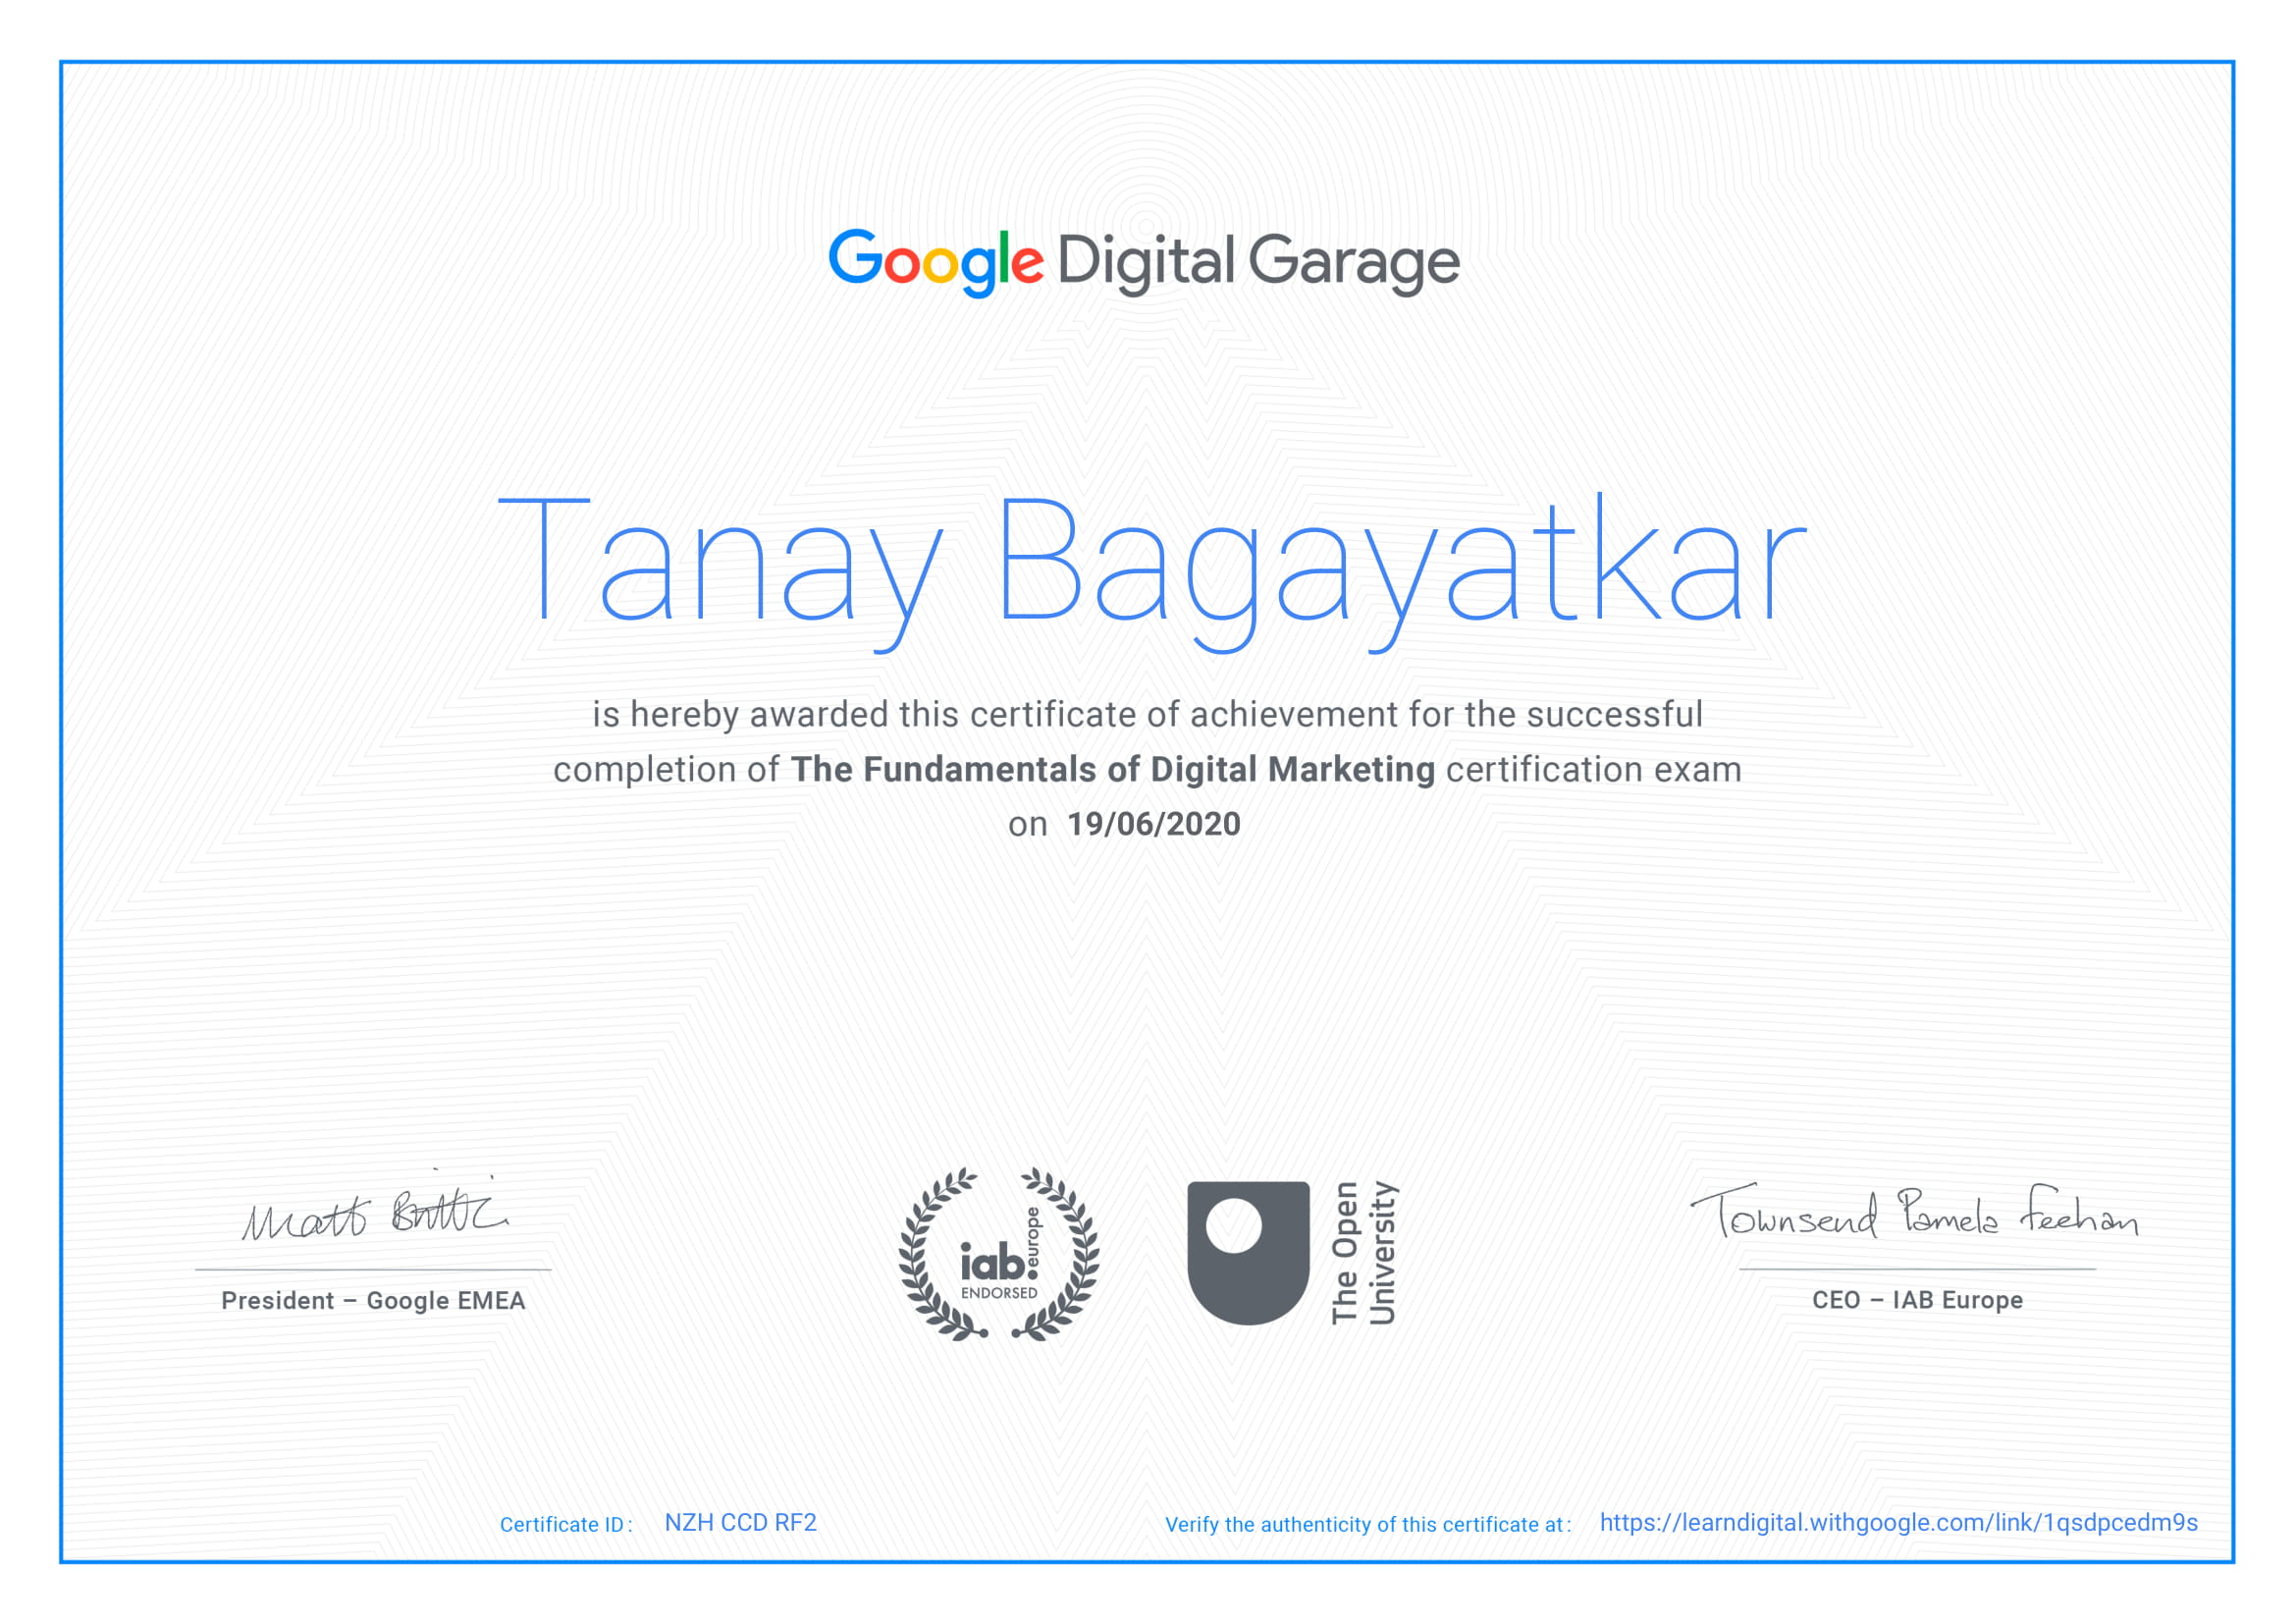 Google Digital Garage
Tanay Bagayatkar
is hereby awarded this certificate of achievement for the successful
completion of The Fundamentals of Digital Marketing certification exam
on 19/06/2020
Matt Brittin
President – Google EMEA
iab.europe
ENDORSED
The Open
University
Townsend Pamela Feehan
CEO – IAB Europe
Certificate ID : NZH CCD RF2
Verify the authenticity of this certificate at : https://learndigital.withgoogle.com/link/1qsdpcedm9s